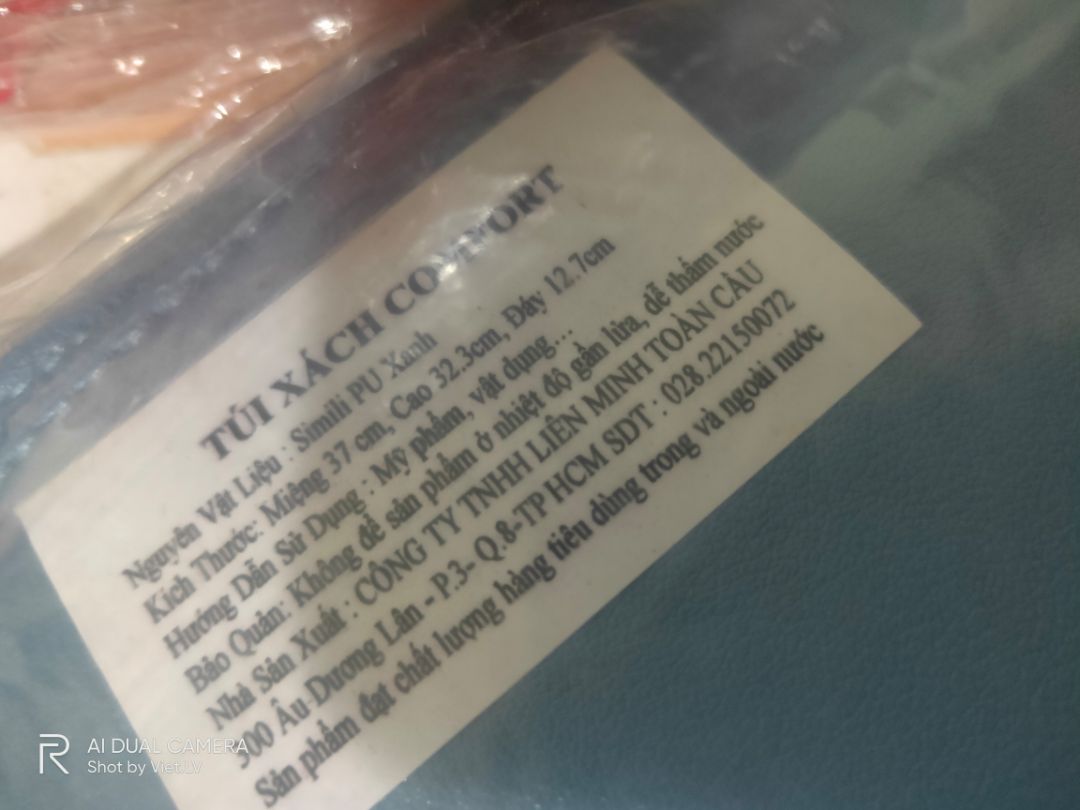 TÚI XÁCH COMFORT
Nguyên Vật Liệu : Simili PU Xanh
Kích Thước: Miệng 37 cm, Cao 32.3cm, Đáy 12.7cm
Hướng Dẫn Sử Dụng : Mỹ phẩm, vật dụng...
Bảo Quản: Không để sản phẩm ở nhiệt độ gần lửa, dễ thấm nước
Nhà Sản Xuất : CÔNG TY TNHH LIÊN MINH TOÀN CẦU
300 Âu Dương Lân - P.3- Q.8-TP HCM SDT : 028.22150072
Sản phẩm đạt chất lượng hàng tiêu dùng trong và ngoài nước
AI DUAL CAMERA
Shot by Viet.LV